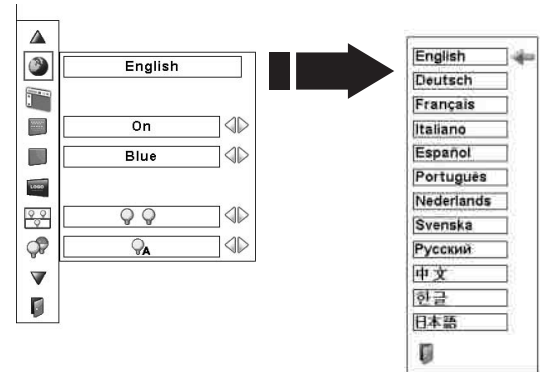 English
On
Blue
LOGO
A
English
Deutsch
Français
Italiano
Español
Português
Nederlands
Svenska
Русский
中文
한글
日本語